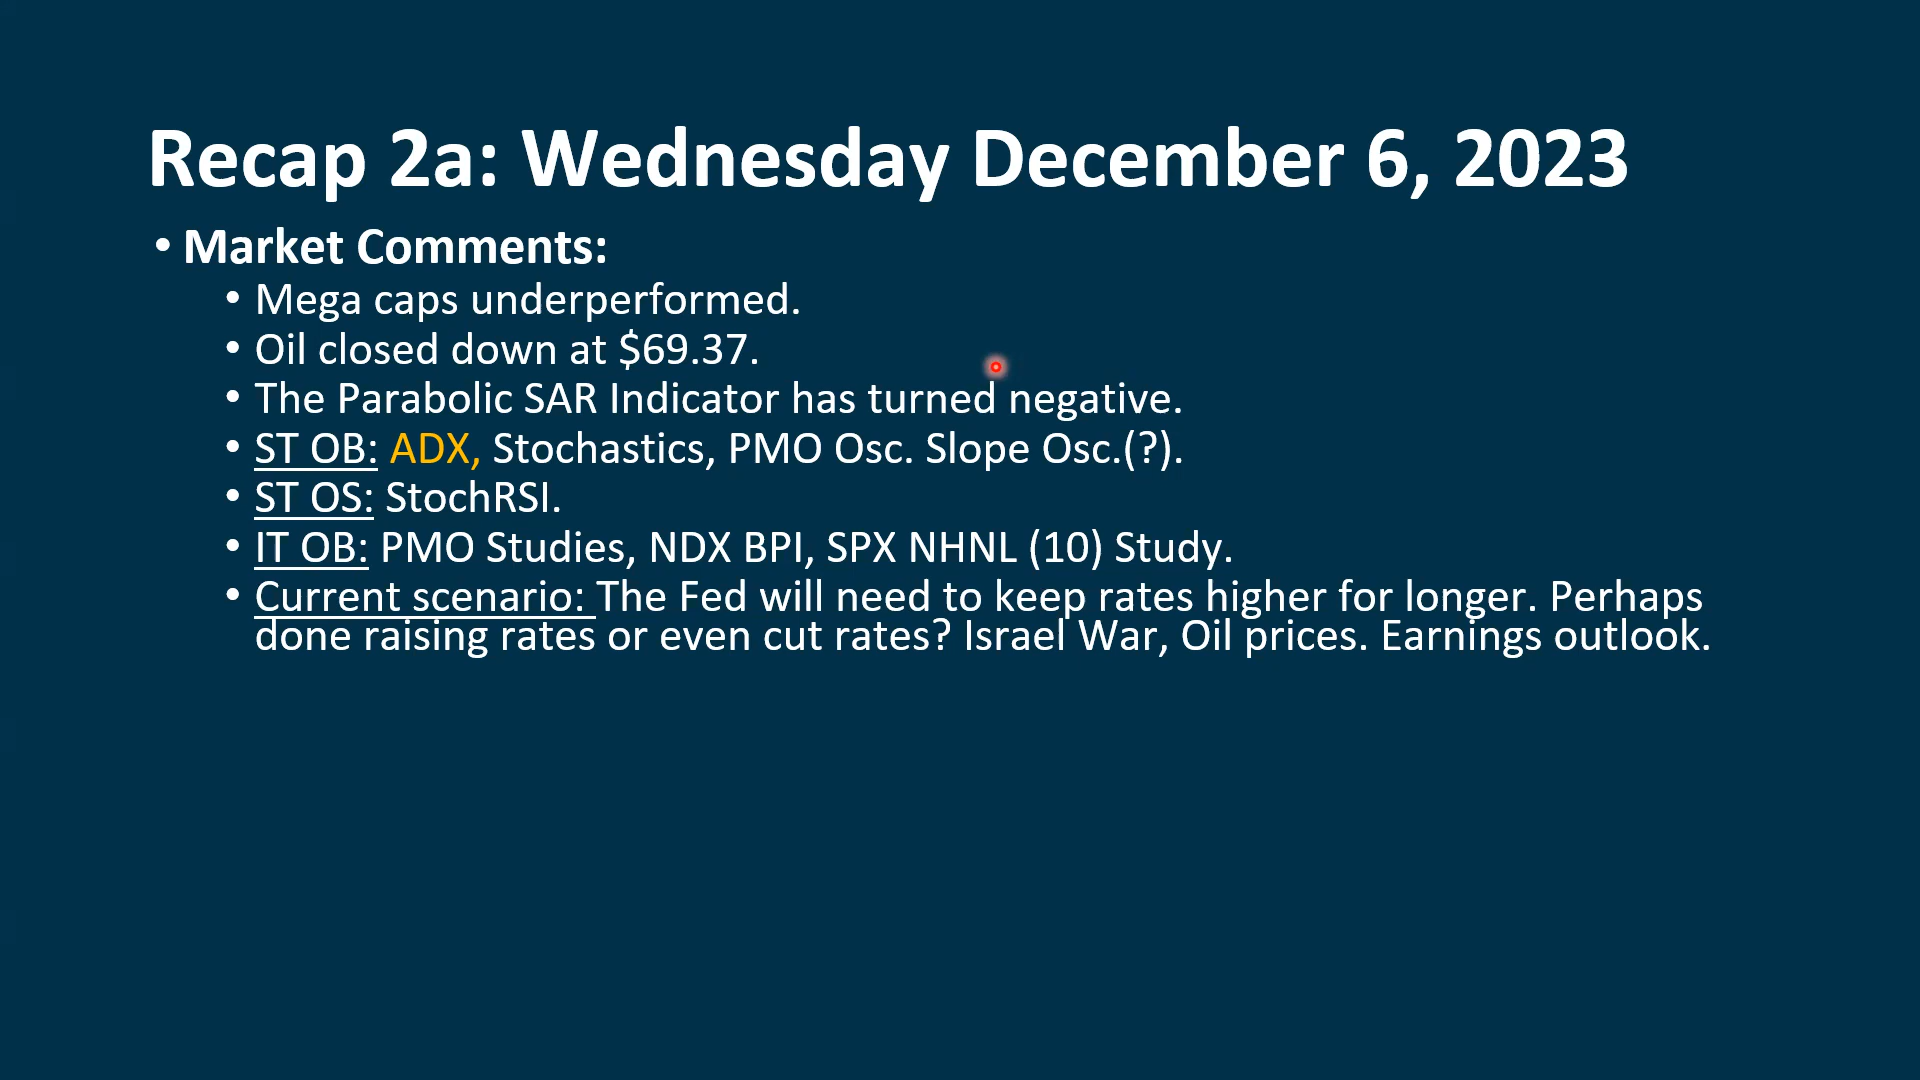 Recap 2a: Wednesday December 6, 2023
• Market Comments:
• Mega caps underperformed.
• Oil closed down at $69.37.
• The Parabolic SAR Indicator has turned negative.
• ST OB: ADX, Stochastics, PMO Osc. Slope Osc.(?).
• ST OS: StochRSI.
• IT OB: PMO Studies, NDX BPI, SPX NHNL (10) Study.
• Current scenario: The Fed will need to keep rates higher for longer. Perhaps
done raising rates or even cut rates? Israel War, Oil prices. Earnings outlook.